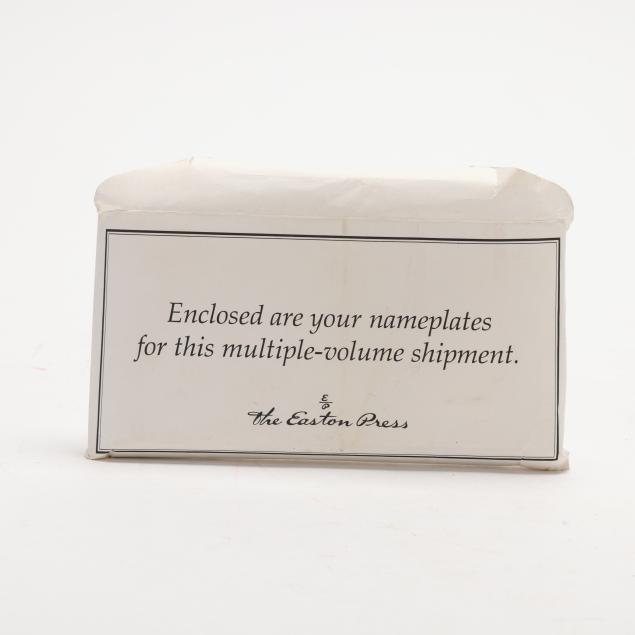 Enclosed are your nameplates
for this multiple-volume shipment.
E
P
the Easton Press